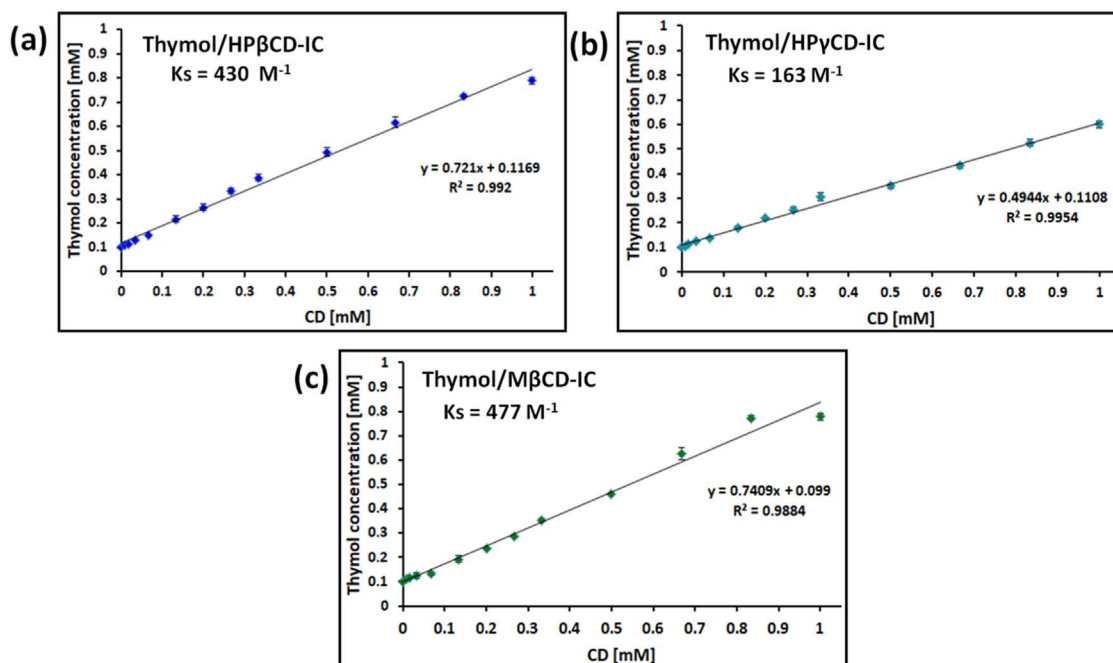 (a)
Thymol/HPβCD-IC
Ks = 430 M⁻¹
Thymol concentration [mM]
1
0.9
0.8
0.7
0.6
0.5
0.4
0.3
0.2
0.1
0
y = 0.721x + 0.1169
R² = 0.992
0 0.1 0.2 0.3 0.4 0.5 0.6 0.7 0.8 0.9 1
CD [mM]
(b)
Thymol/HPγCD-IC
Ks = 163 M⁻¹
Thymol concentration [mM]
1
0.9
0.8
0.7
0.6
0.5
0.4
0.3
0.2
0.1
0
y = 0.4944x + 0.1108
R² = 0.9954
0 0.1 0.2 0.3 0.4 0.5 0.6 0.7 0.8 0.9 1
CD [mM]
(c)
Thymol/MβCD-IC
Ks = 477 M⁻¹
Thymol concentration [mM]
1
0.9
0.8
0.7
0.6
0.5
0.4
0.3
0.2
0.1
0
y = 0.7409x + 0.099
R² = 0.9884
0 0.1 0.2 0.3 0.4 0.5 0.6 0.7 0.8 0.9 1
CD [mM]